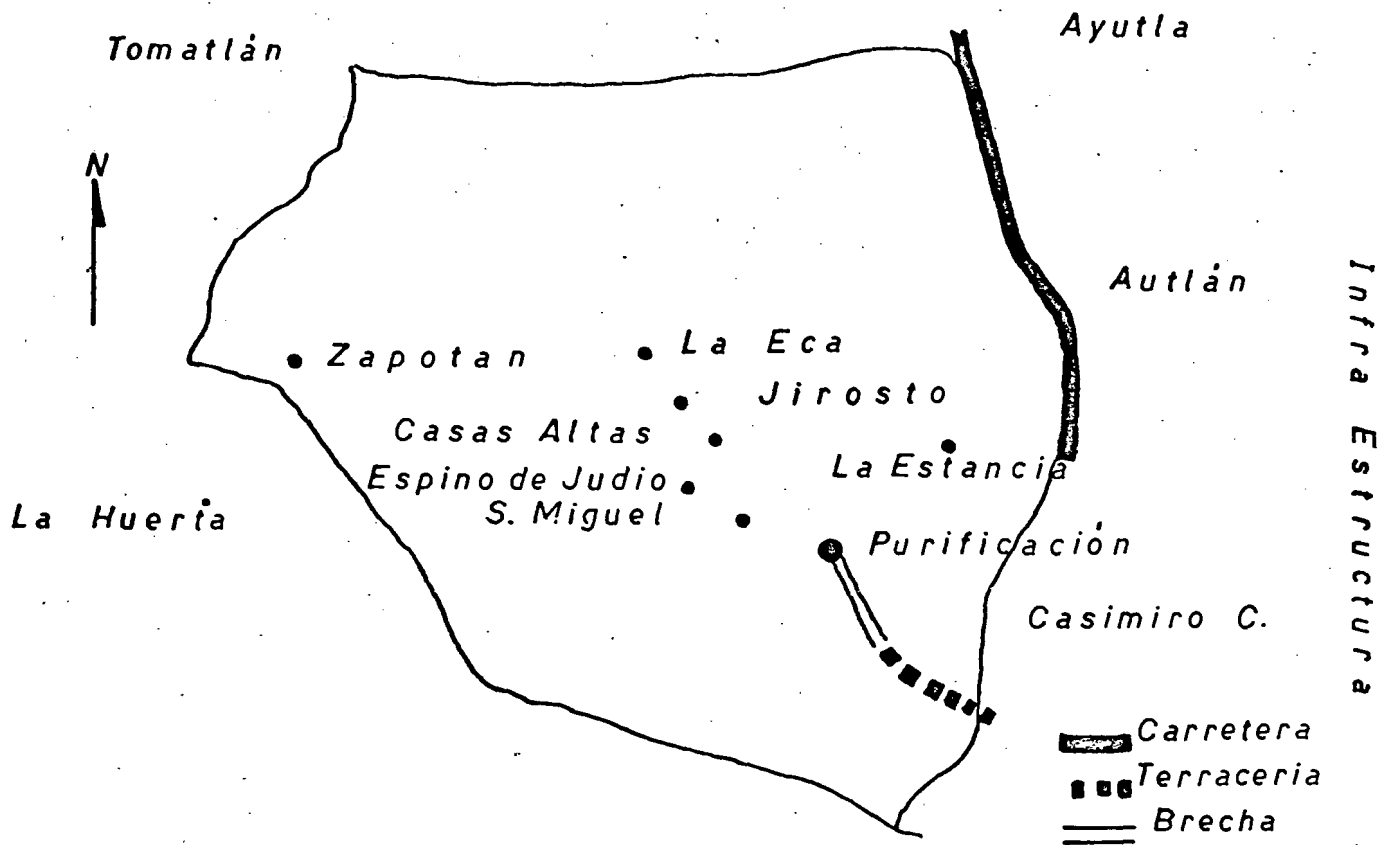 Tomatlán
Ayutla
N
Autlán
Zapotan
La Eca
Jirosto
Casas Altas
La Estancia
Espino de Judio
La Huerta
S. Miguel
Purificación
Casimiro C.
Infra Estructura
Carretera
Terraceria
Brecha